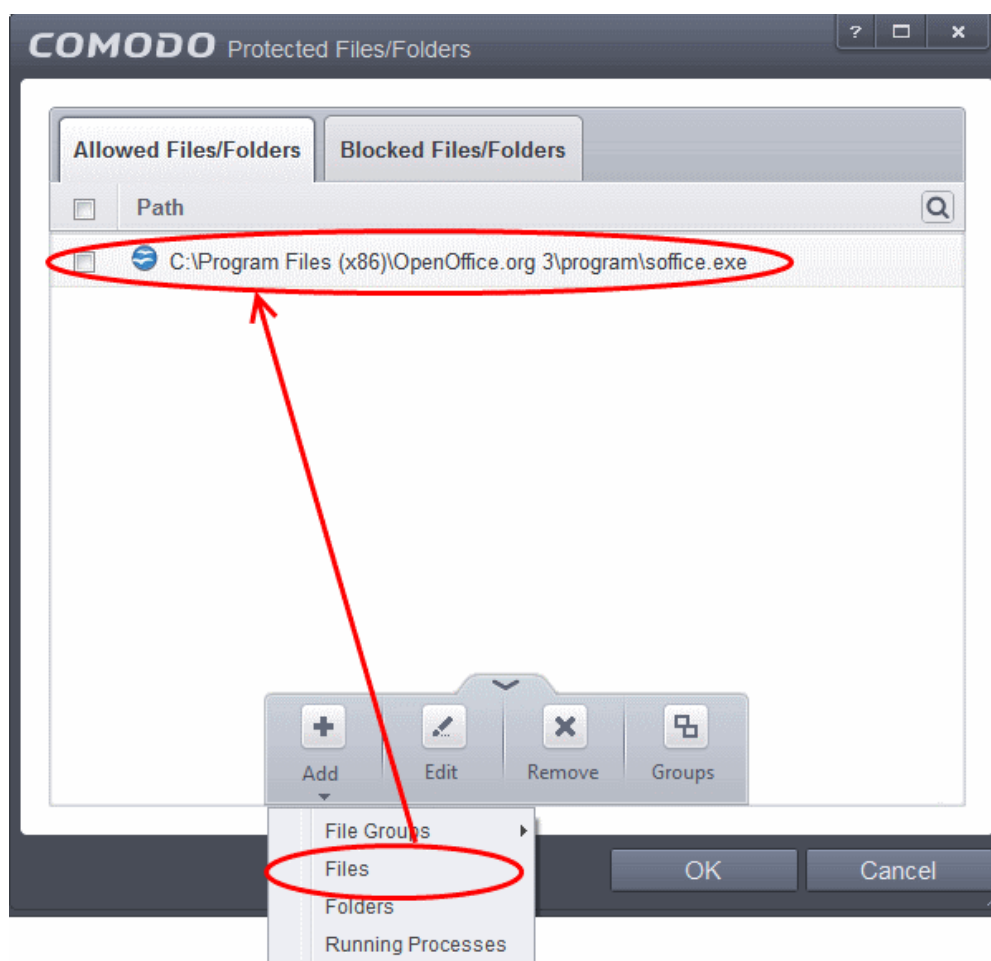 COMODO Protected Files/Folders
?
Allowed Files/Folders
Blocked Files/Folders
Path
C:\Program Files (x86)\OpenOffice.org 3\program\soffice.exe
Add
Edit
Remove
Groups
File Groups
Files
Folders
Running Processes
OK
Cancel